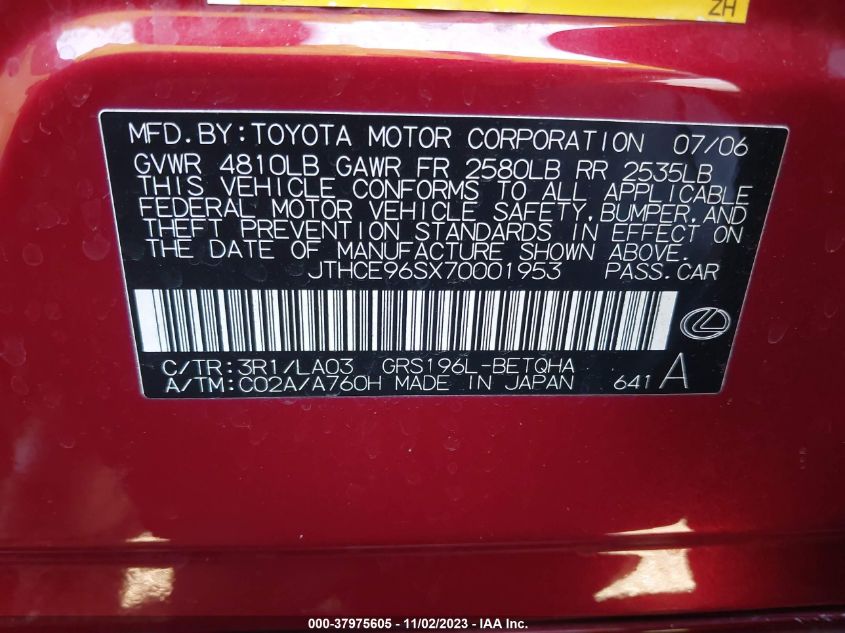 ZH
MFD.BY:TOYOTA MOTOR CORPORATION 07/06
GVWR 4810LB GAWR FR 2580LB RR 2535LB
THIS VEHICLE CONFORMS TO ALL APPLICABLE
FEDERAL MOTOR VEHICLE SAFETY,BUMPER,AND
THEFT PREVENTION STANDARDS IN EFFECT ON
THE DATE OF MANUFACTURE SHOWN ABOVE.
JTHCE96SX70001953 PASS.CAR
C/TR:3R1/LA03 GRS196L-BETQHA
A/TM:C02A/A760H MADE IN JAPAN 641 A
000-37975605 - 11/02/2023 - IAA Inc.